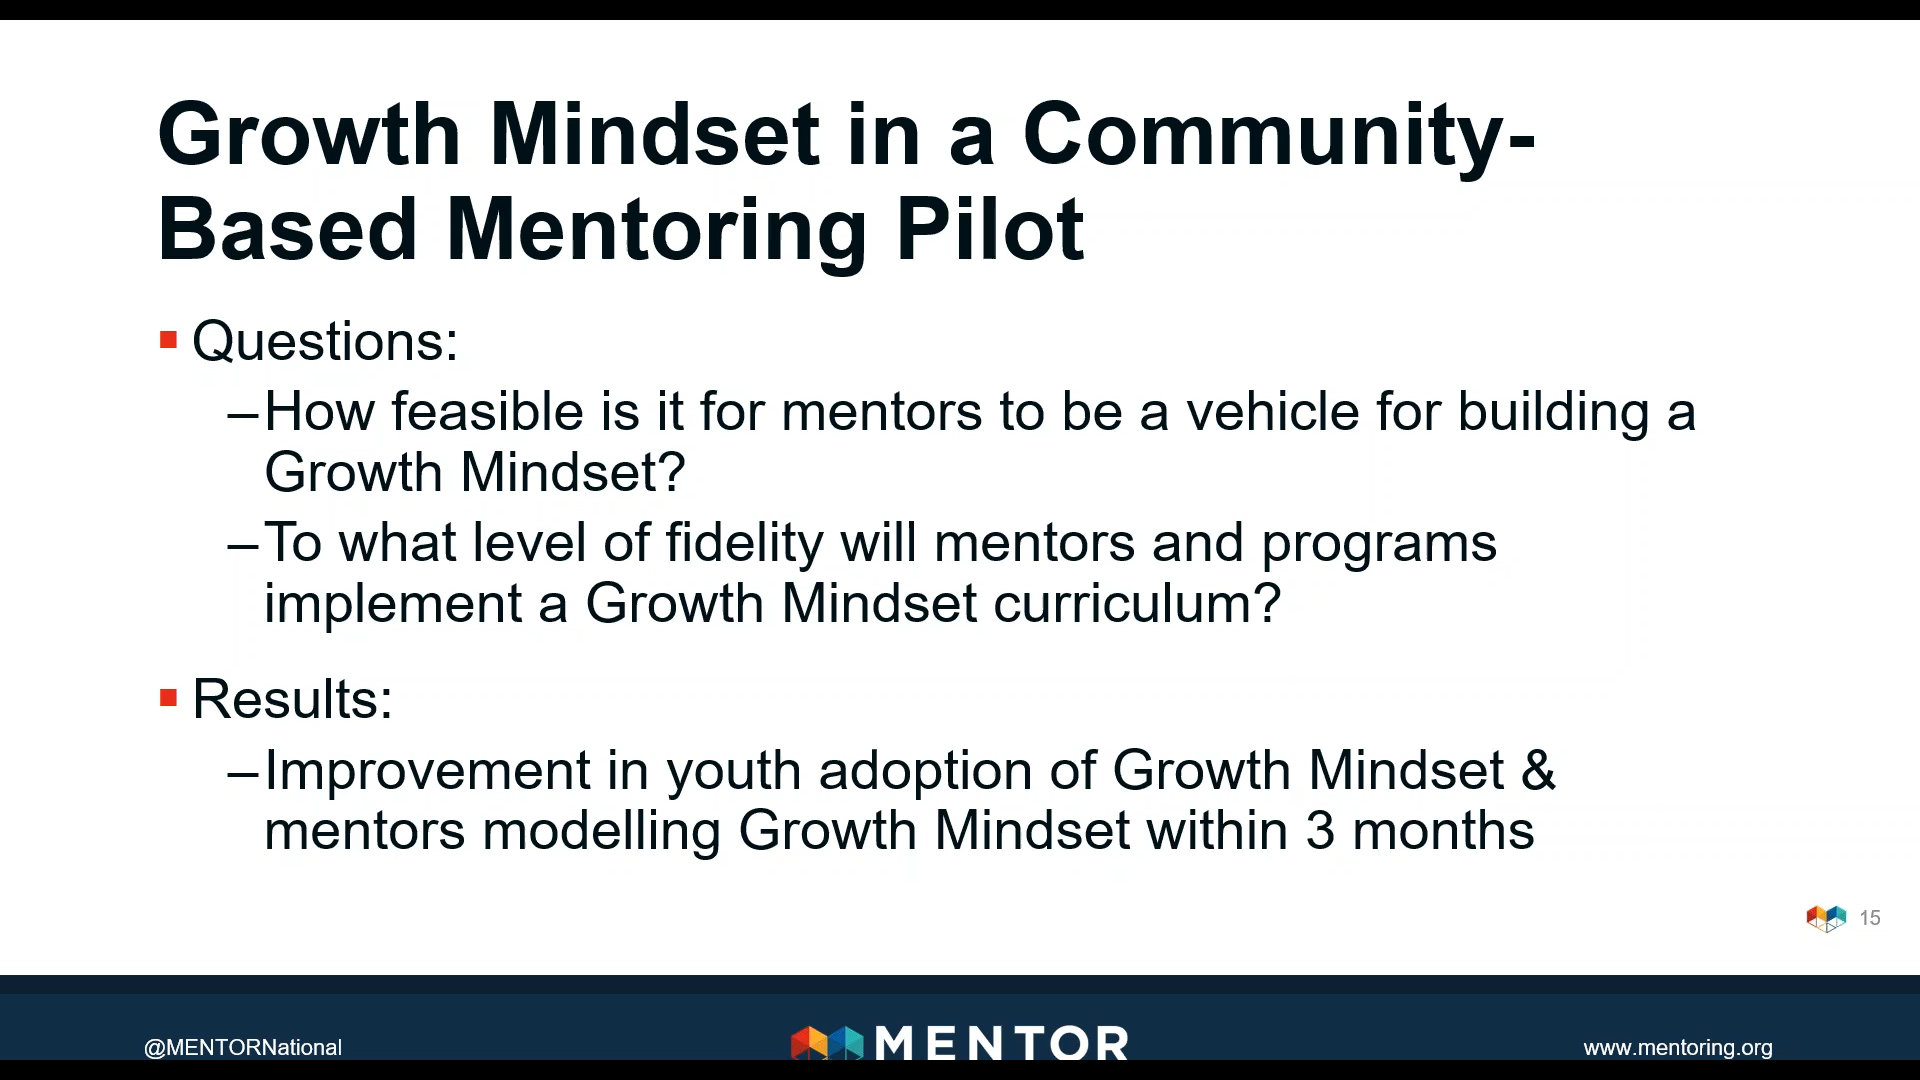 Growth Mindset in a Community-
Based Mentoring Pilot
Questions:
–How feasible is it for mentors to be a vehicle for building a
Growth Mindset?
–To what level of fidelity will mentors and programs
implement a Growth Mindset curriculum?
Results:
–Improvement in youth adoption of Growth Mindset &
mentors modelling Growth Mindset within 3 months
15
@MENTORNational
MENTOR
www.mentoring.org